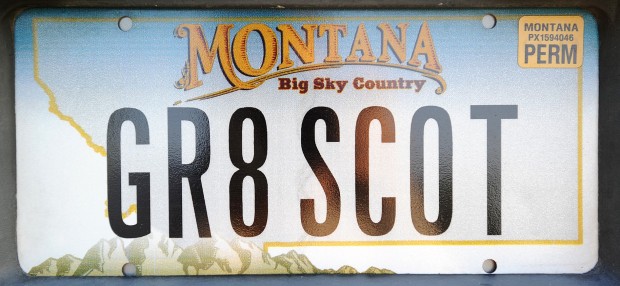 MONTANA
Big Sky Country
MONTANA
PX1594046
PERM
GR8 SCOT